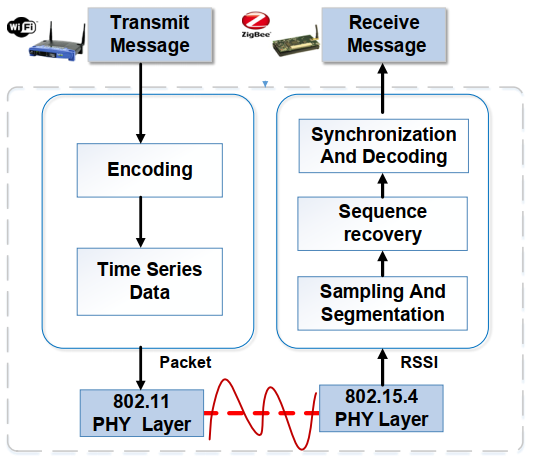 WiFi
Transmit
Message
ZigBee
Receive
Message
Encoding
Time Series
Data
Synchronization
And Decoding
Sequence
recovery
Sampling And
Segmentation
Packet
RSSI
802.11
PHY Layer
802.15.4
PHY Layer